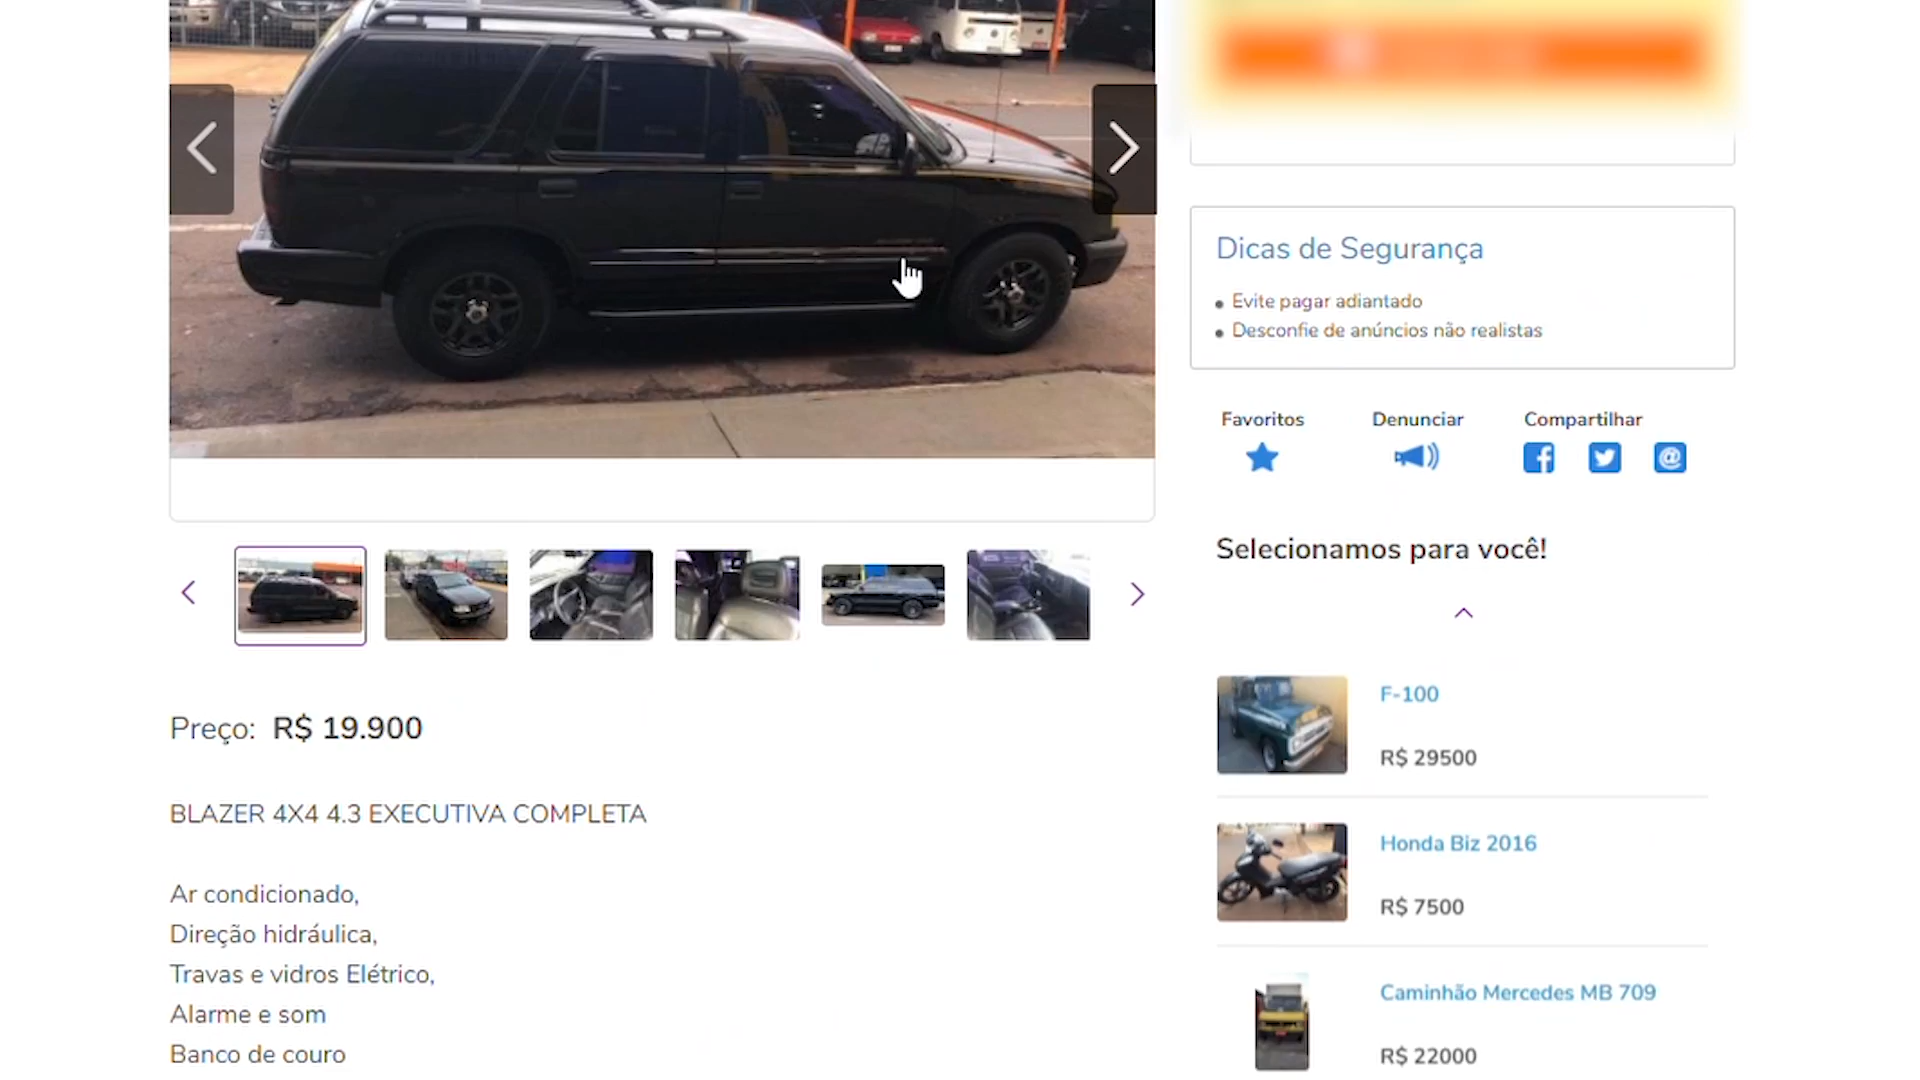 Dicas de Segurança
Evite pagar adiantado
Desconfie de anúncios não realistas
Favoritos
Denunciar
Compartilhar
Selecionamos para você!
F-100
R$ 29500
Honda Biz 2016
R$ 7500
Caminhão Mercedes MB 709
R$ 22000
Preço: R$ 19.900
BLAZER 4X4 4.3 EXECUTIVA COMPLETA
Ar condicionado,
Direção hidráulica,
Travas e vidros Elétrico,
Alarme e som
Banco de couro